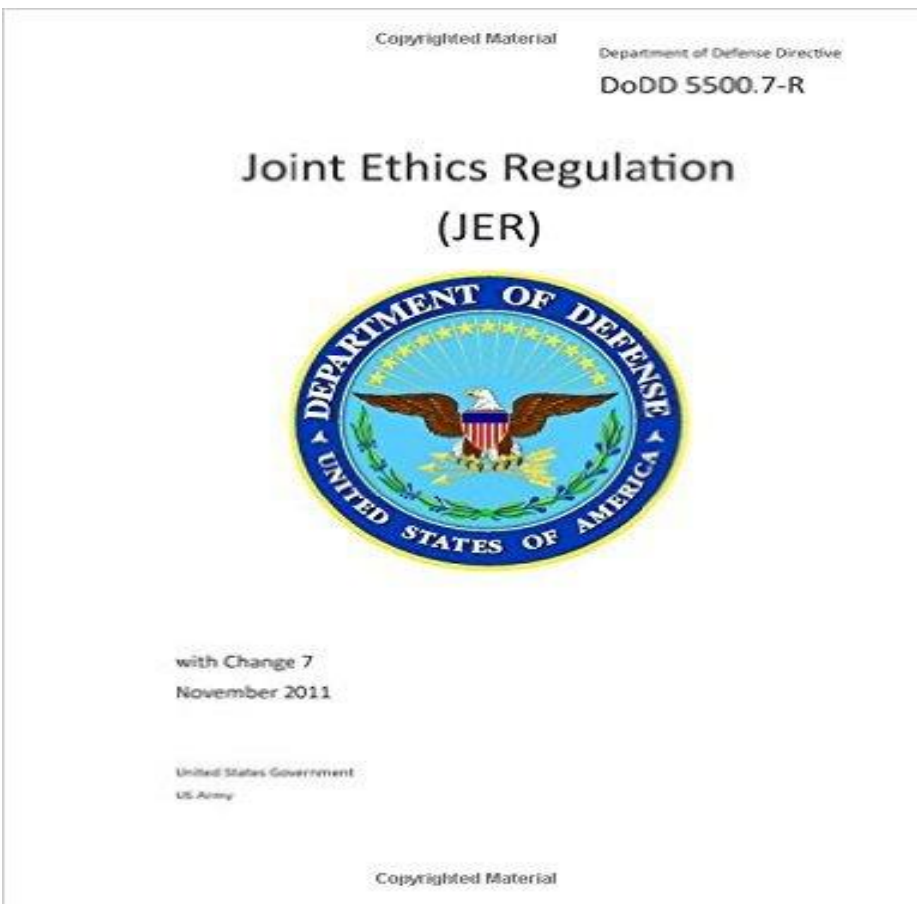 Copyrighted Material
Department of Defense Directive
DoDD 5500.7-R
Joint Ethics Regulation
(JER)
DEPARTMENT OF DEFENSE
UNITED STATES OF AMERICA
with Change 7
November 2011
United States Government
US Army
Copyrighted Material